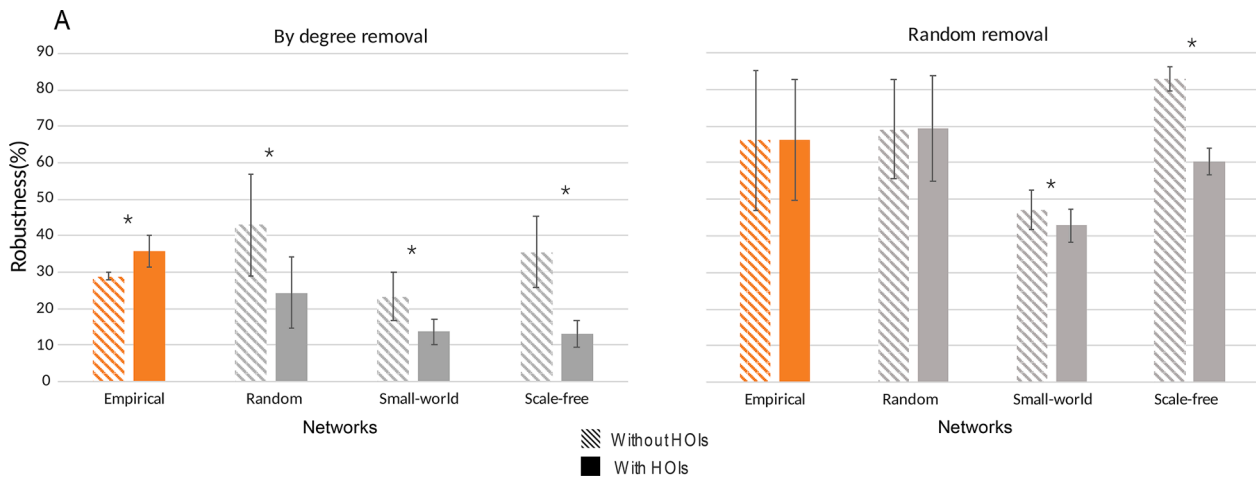 A
By degree removal
Random removal
Robustness(%)
90
80
70
60
50
40
30
20
10
0
*
*
*
*
*
*
Empirical
Random
Small-world
Scale-free
Empirical
Random
Small-world
Scale-free
Networks
Networks
Without HOIs
With HOIs